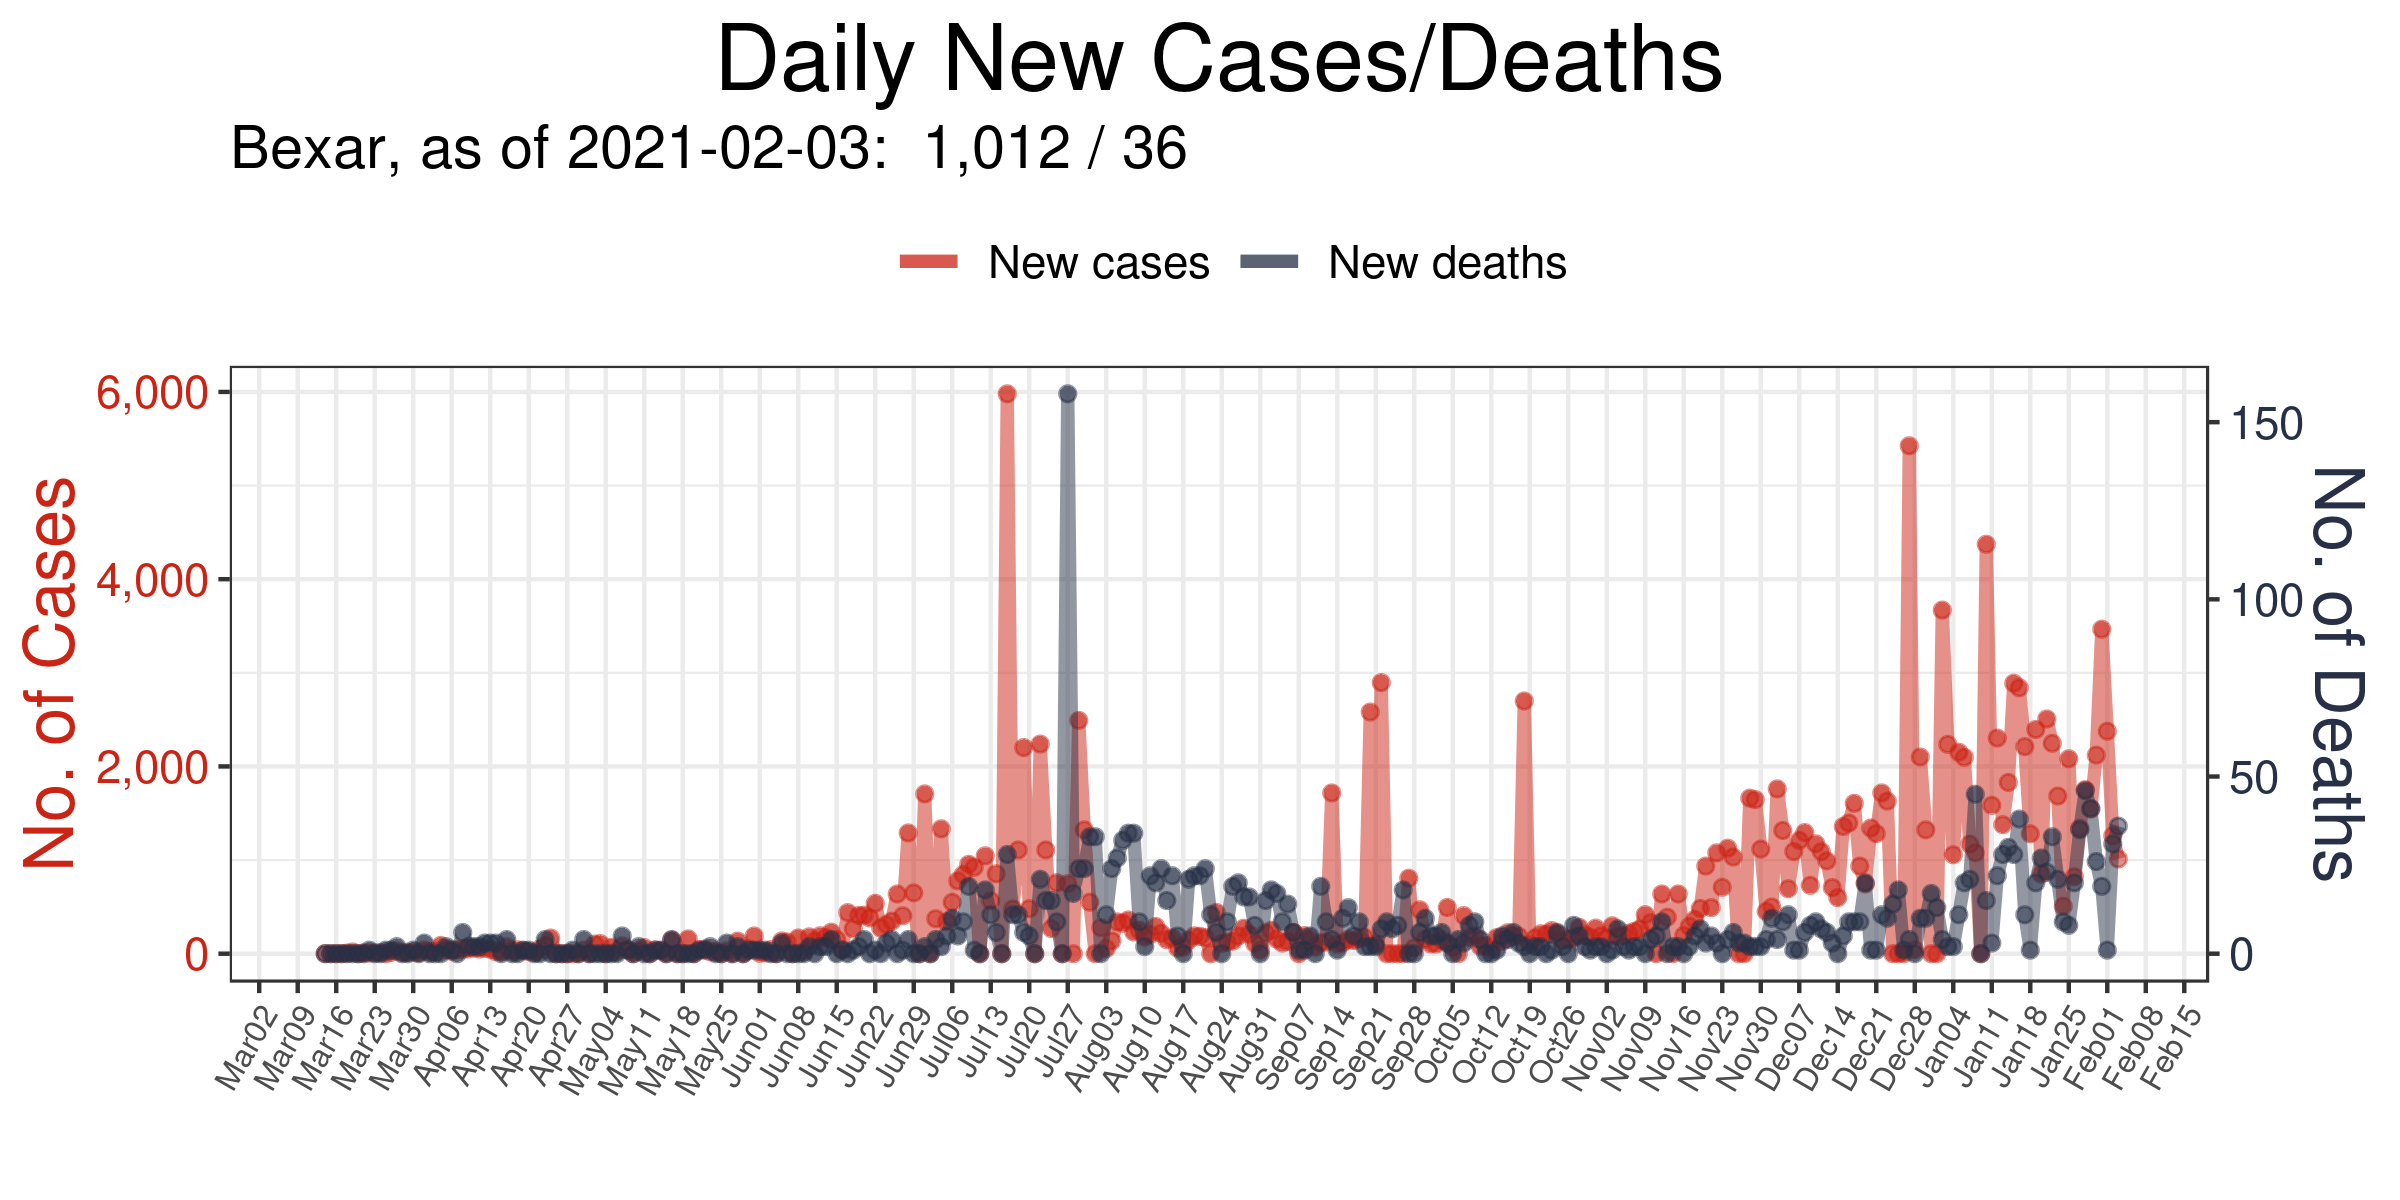 Daily New Cases/Deaths
Bexar, as of 2021-02-03: 1,012 / 36
New cases
New deaths
No. of Cases
6,000
4,000
2,000
0
150
100
50
0
No. of Deaths
Mar02
Mar09
Mar16
Mar23
Mar30
Apr06
Apr13
Apr20
Apr27
May04
May11
May18
May25
Jun01
Jun08
Jun15
Jun22
Jun29
Jul06
Jul13
Jul20
Jul27
Aug03
Aug10
Aug17
Aug24
Aug31
Sep07
Sep14
Sep21
Sep28
Oct05
Oct12
Oct19
Oct26
Nov02
Nov09
Nov16
Nov23
Nov30
Dec07
Dec14
Dec21
Dec28
Jan04
Jan11
Jan18
Jan25
Feb01
Feb08
Feb15